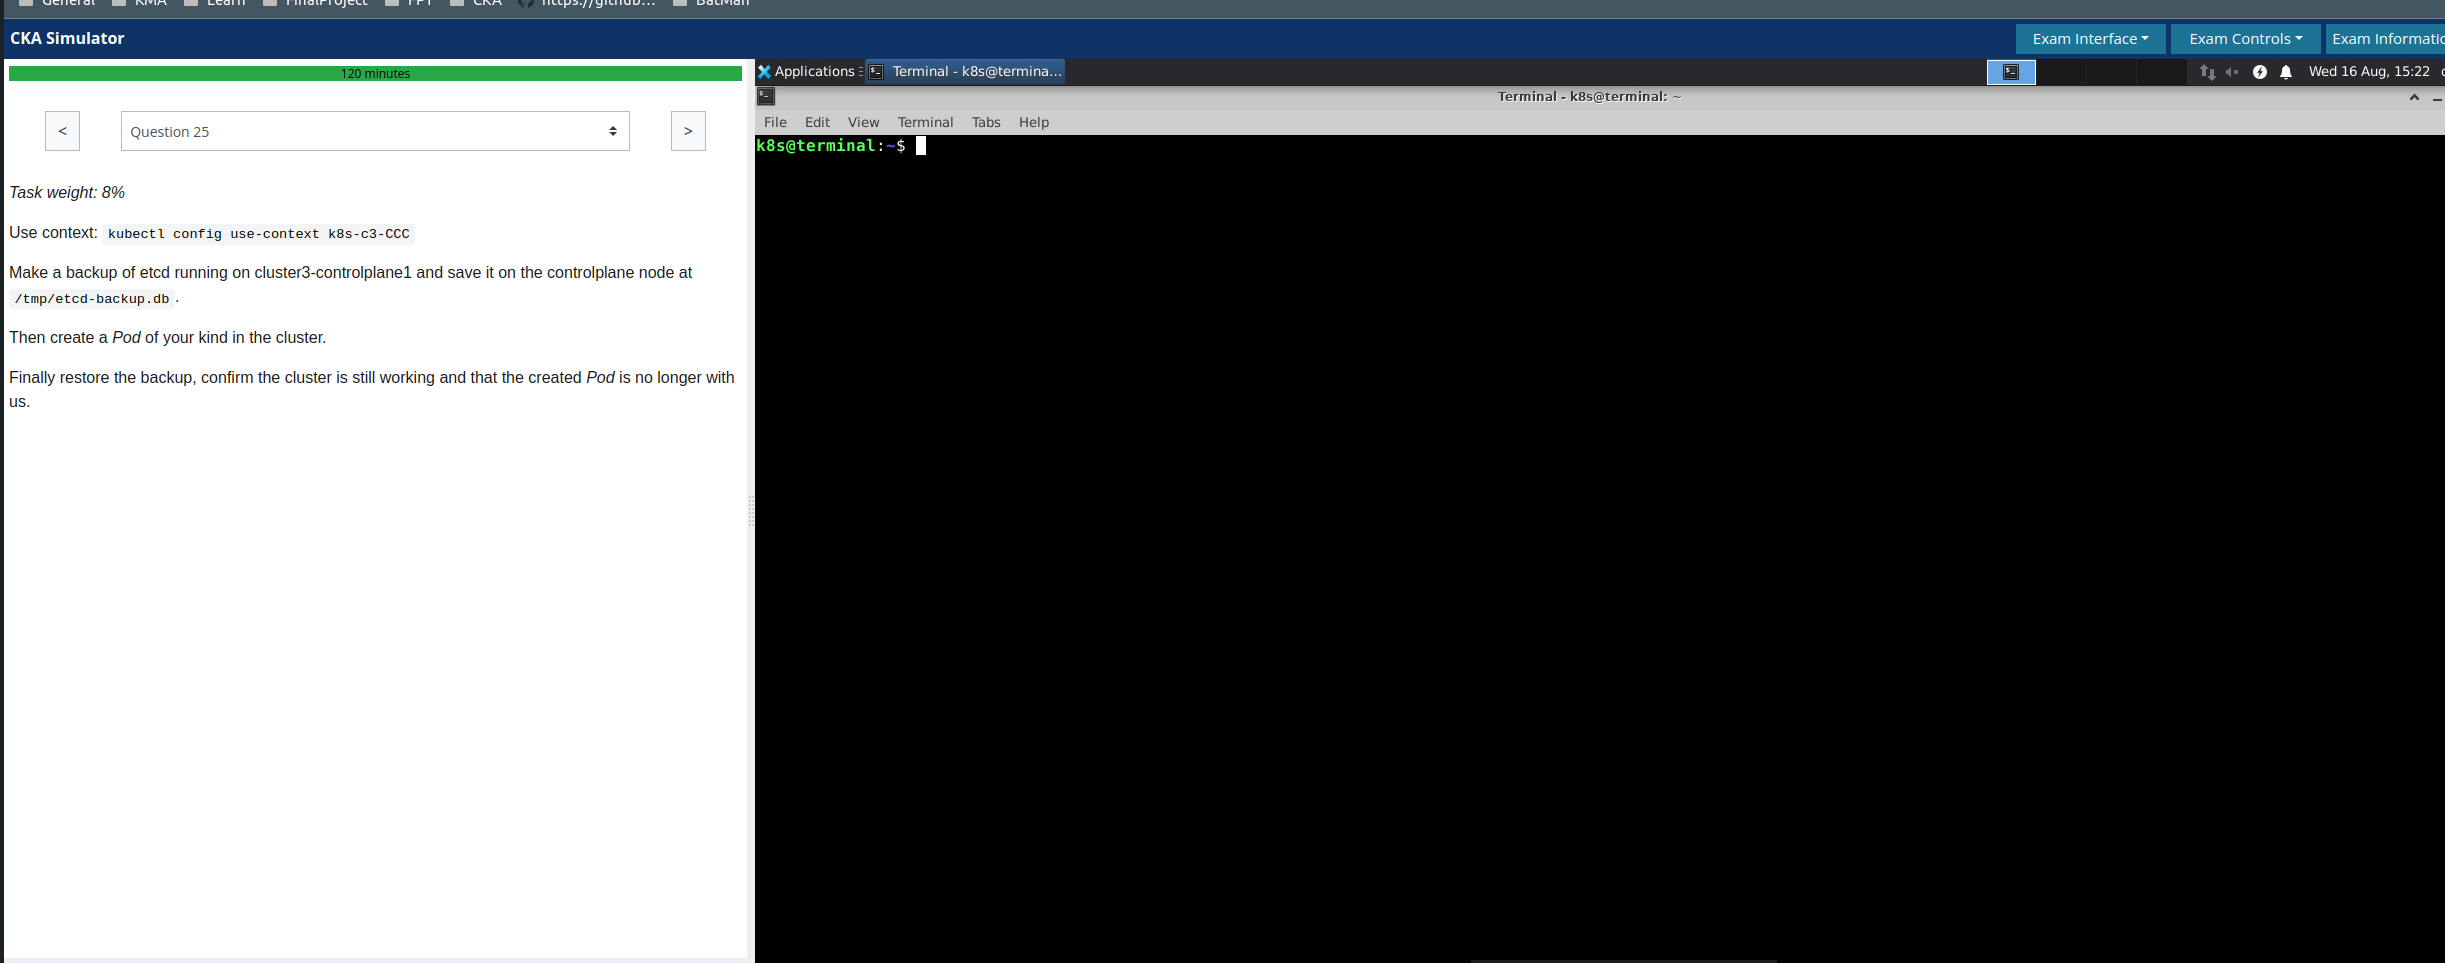 General KMA Learn FinalProject FPT CKA https://github... BatMan
CKA Simulator
Exam Interface Exam Controls Exam Informatic
120 minutes
Applications Terminal - k8s@termina... Wed 16 Aug, 15:22
Terminal - k8s@terminal: ~
< Question 25 >
File Edit View Terminal Tabs Help
k8s@terminal:~$
Task weight: 8%
Use context: kubectl config use-context k8s-c3-CCC
Make a backup of etcd running on cluster3-controlplane1 and save it on the controlplane node at
/tmp/etcd-backup.db .
Then create a Pod of your kind in the cluster.
Finally restore the backup, confirm the cluster is still working and that the created Pod is no longer with
us.